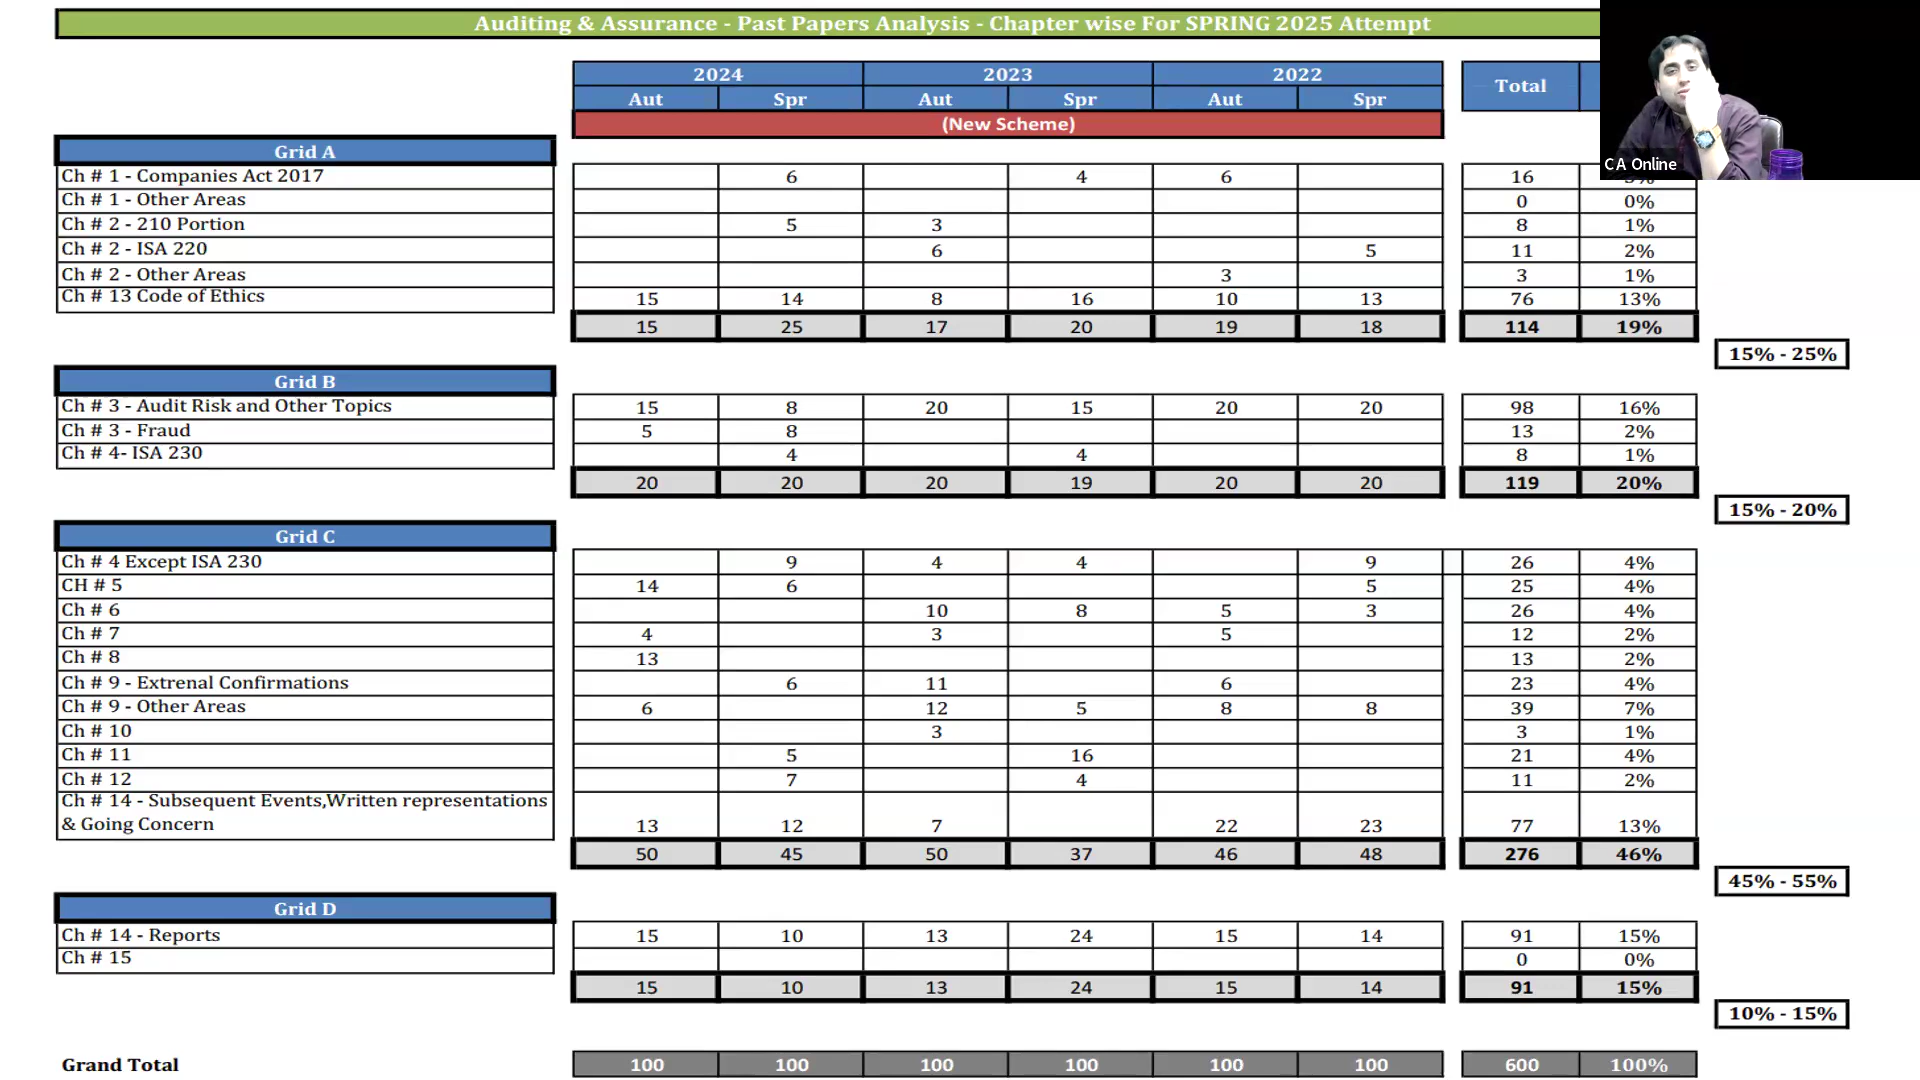 Auditing & Assurance - Past Papers Analysis - Chapter wise For SPRING 2025 Attempt
2024 2023 2022 Total
Aut Spr Aut Spr Aut Spr
(New Scheme)
CA Online
Grid A
Ch # 1 - Companies Act 2017 6 4 6 16
Ch # 1 - Other Areas 0 0%
Ch # 2 - 210 Portion 5 3 8 1%
Ch # 2 - ISA 220 6 5 11 2%
Ch # 2 - Other Areas 3 3 1%
Ch # 13 Code of Ethics 15 14 8 16 10 13 76 13%
15 25 17 20 19 18 114 19%
15% - 25%
Grid B
Ch # 3 - Audit Risk and Other Topics 15 8 20 15 20 20 98 16%
Ch # 3 - Fraud 5 8 13 2%
Ch # 4- ISA 230 4 4 8 1%
20 20 20 19 20 20 119 20%
15% - 20%
Grid C
Ch # 4 Except ISA 230 9 4 4 9 26 4%
CH # 5 14 6 5 25 4%
Ch # 6 10 8 5 3 26 4%
Ch # 7 4 3 5 12 2%
Ch # 8 13 13 2%
Ch # 9 - Extrenal Confirmations 6 11 6 23 4%
Ch # 9 - Other Areas 6 12 5 8 8 39 7%
Ch # 10 3 3 1%
Ch # 11 5 16 21 4%
Ch # 12 7 4 11 2%
Ch # 14 - Subsequent Events,Written representations
& Going Concern 13 12 7 22 23 77 13%
50 45 50 37 46 48 276 46%
45% - 55%
Grid D
Ch # 14 - Reports 15 10 13 24 15 14 91 15%
Ch # 15 0 0%
15 10 13 24 15 14 91 15%
10% - 15%
Grand Total 100 100 100 100 100 100 600 100%